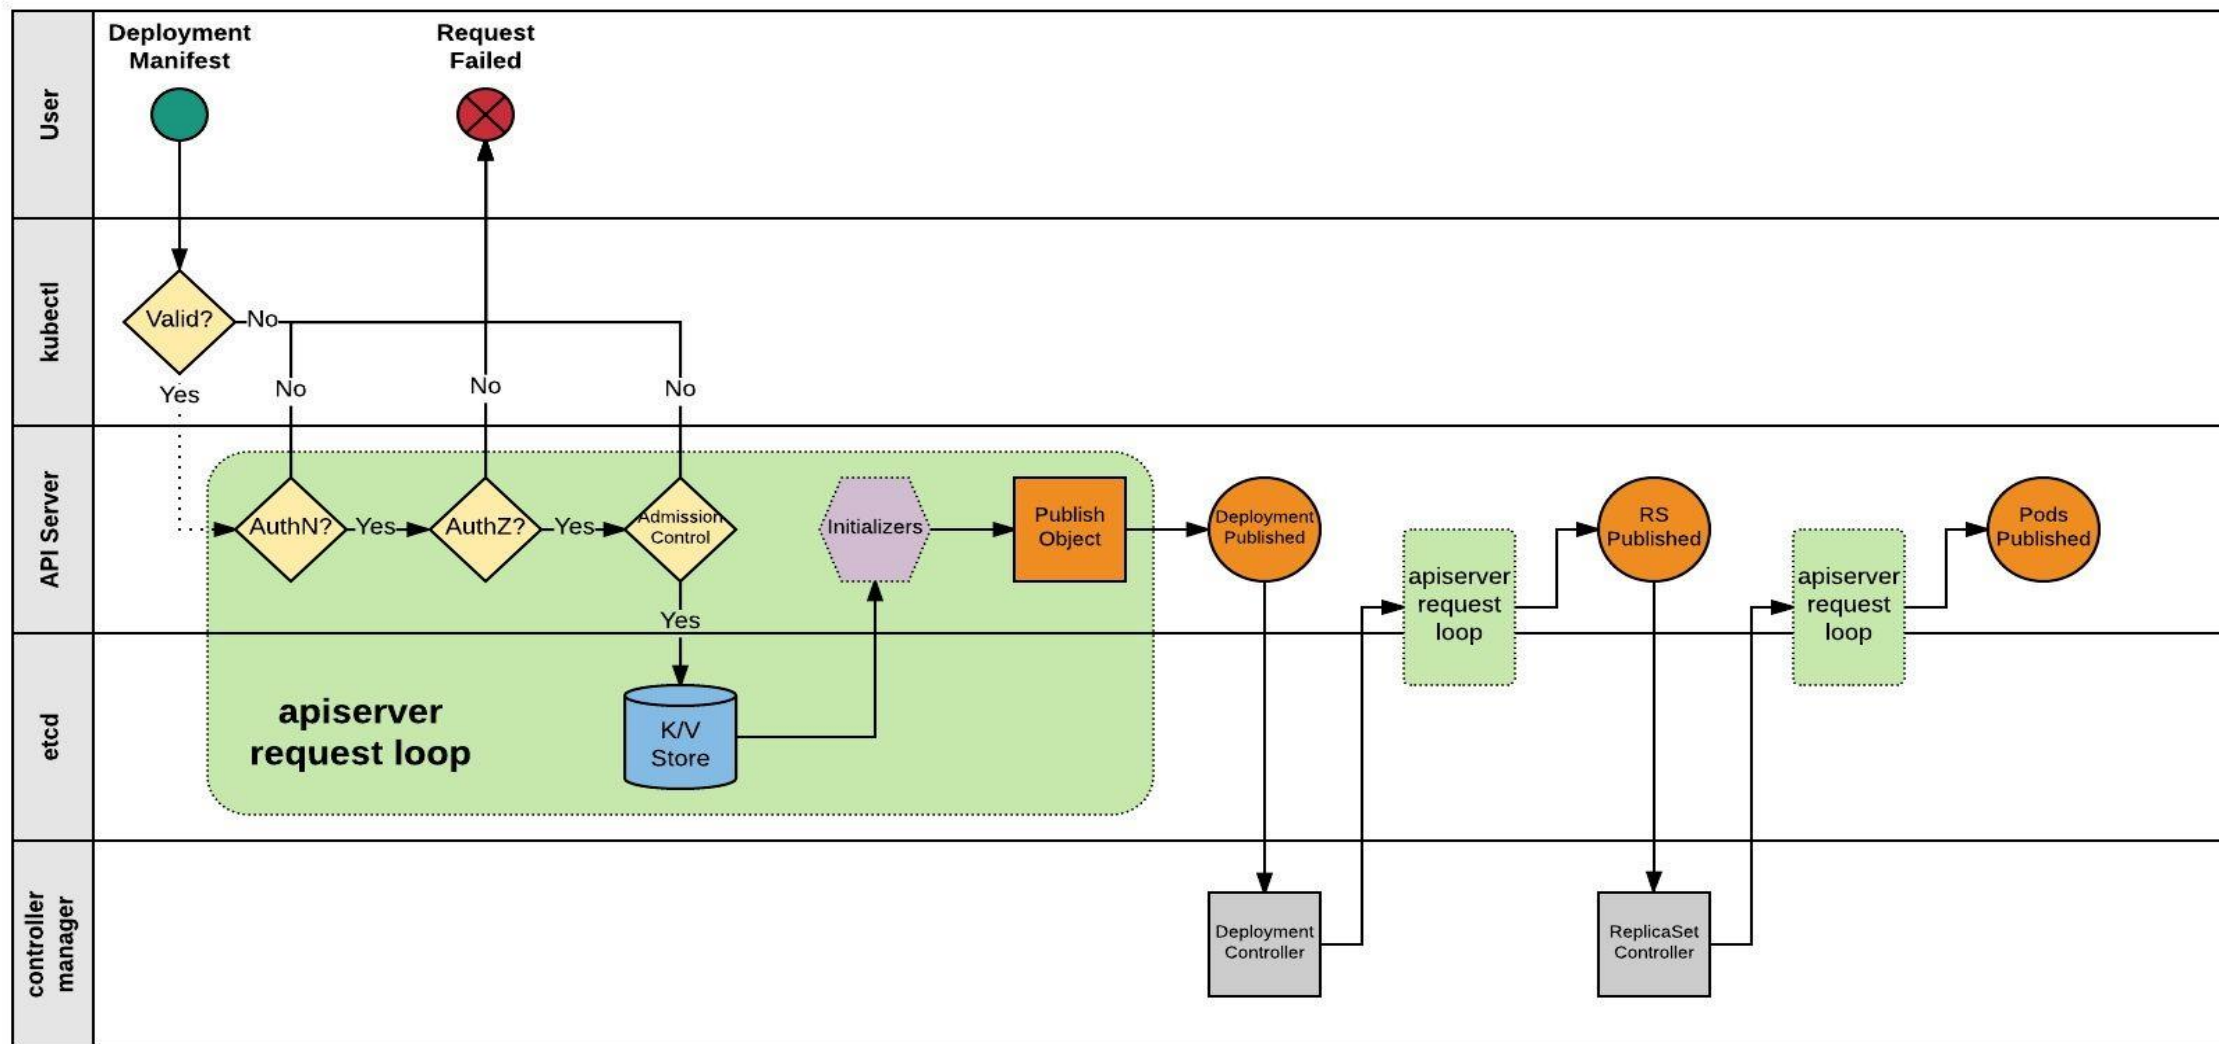 Deployment
Manifest
Request
Failed
User
kubectl
Valid?
No
Yes
No
No
No
API Server
AuthN?
Yes
AuthZ?
Yes
Admission
Control
Initializers
Publish
Object
Deployment
Published
RS
Published
Pods
Published
apiserver
request
loop
apiserver
request
loop
Yes
etcd
apiserver
request loop
K/V
Store
controller
manager
Deployment
Controller
ReplicaSet
Controller